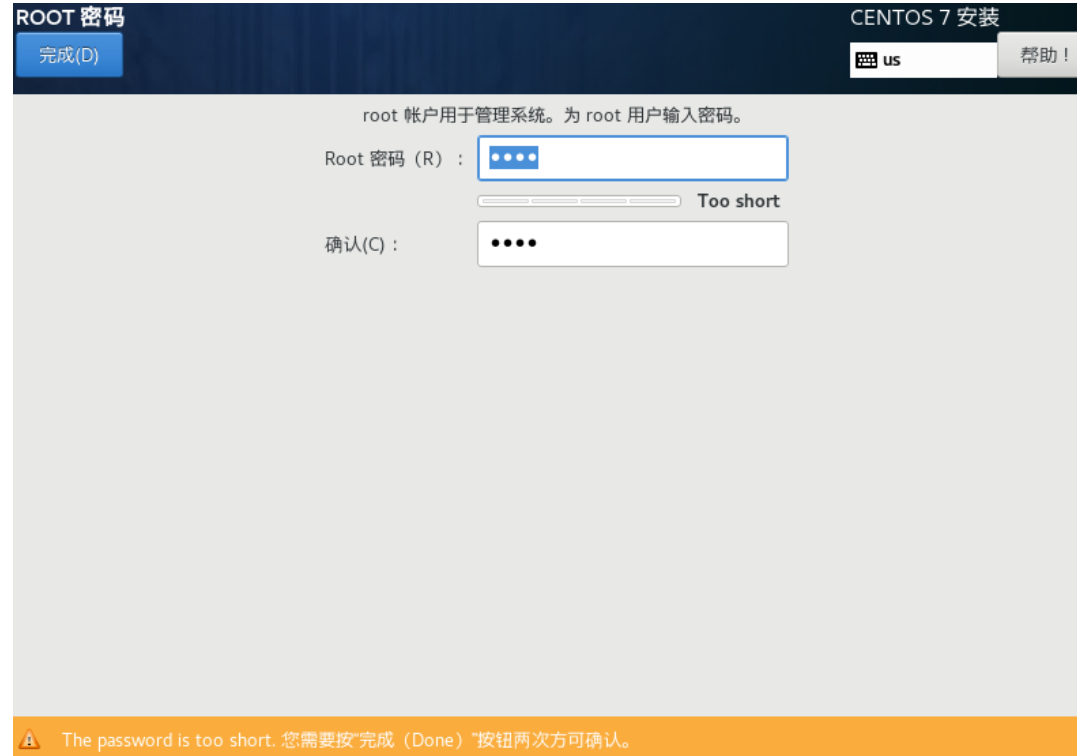 ROOT 密码
CENTOS 7 安装
完成(D)
us
帮助！
root 帐户用于管理系统。为 root 用户输入密码。
Root 密码（R） ：
••••
Too short
确认(C)：
••••
The password is too short. 您需要按“完成（Done）”按钮两次方可确认。